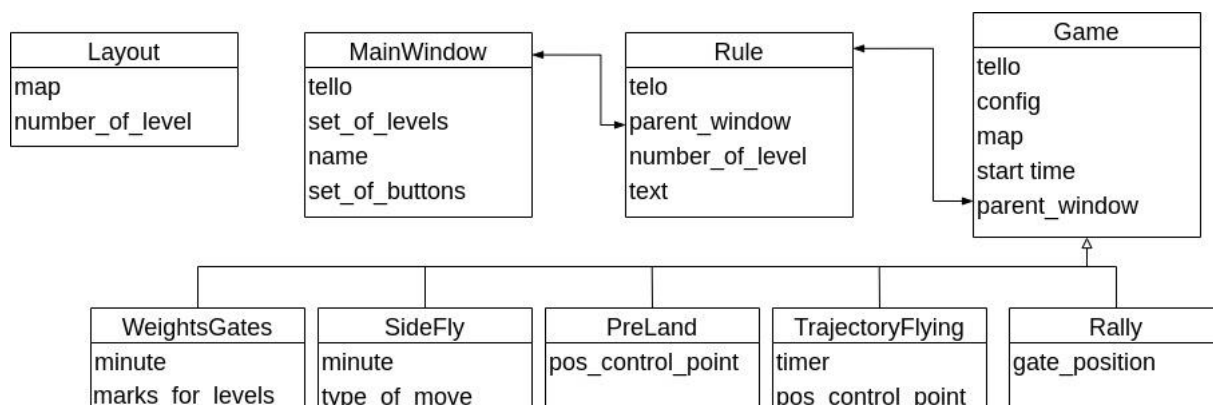 Layout
map
number_of_level
MainWindow
tello
set_of_levels
name
set_of_buttons
Rule
telo
parent_window
number_of_level
text
Game
tello
config
map
start time
parent_window
WeightsGates
minute
marks_for_levels
SideFly
minute
type_of_move
PreLand
pos_control_point
TrajectoryFlying
timer
pos_control_point
Rally
gate_position